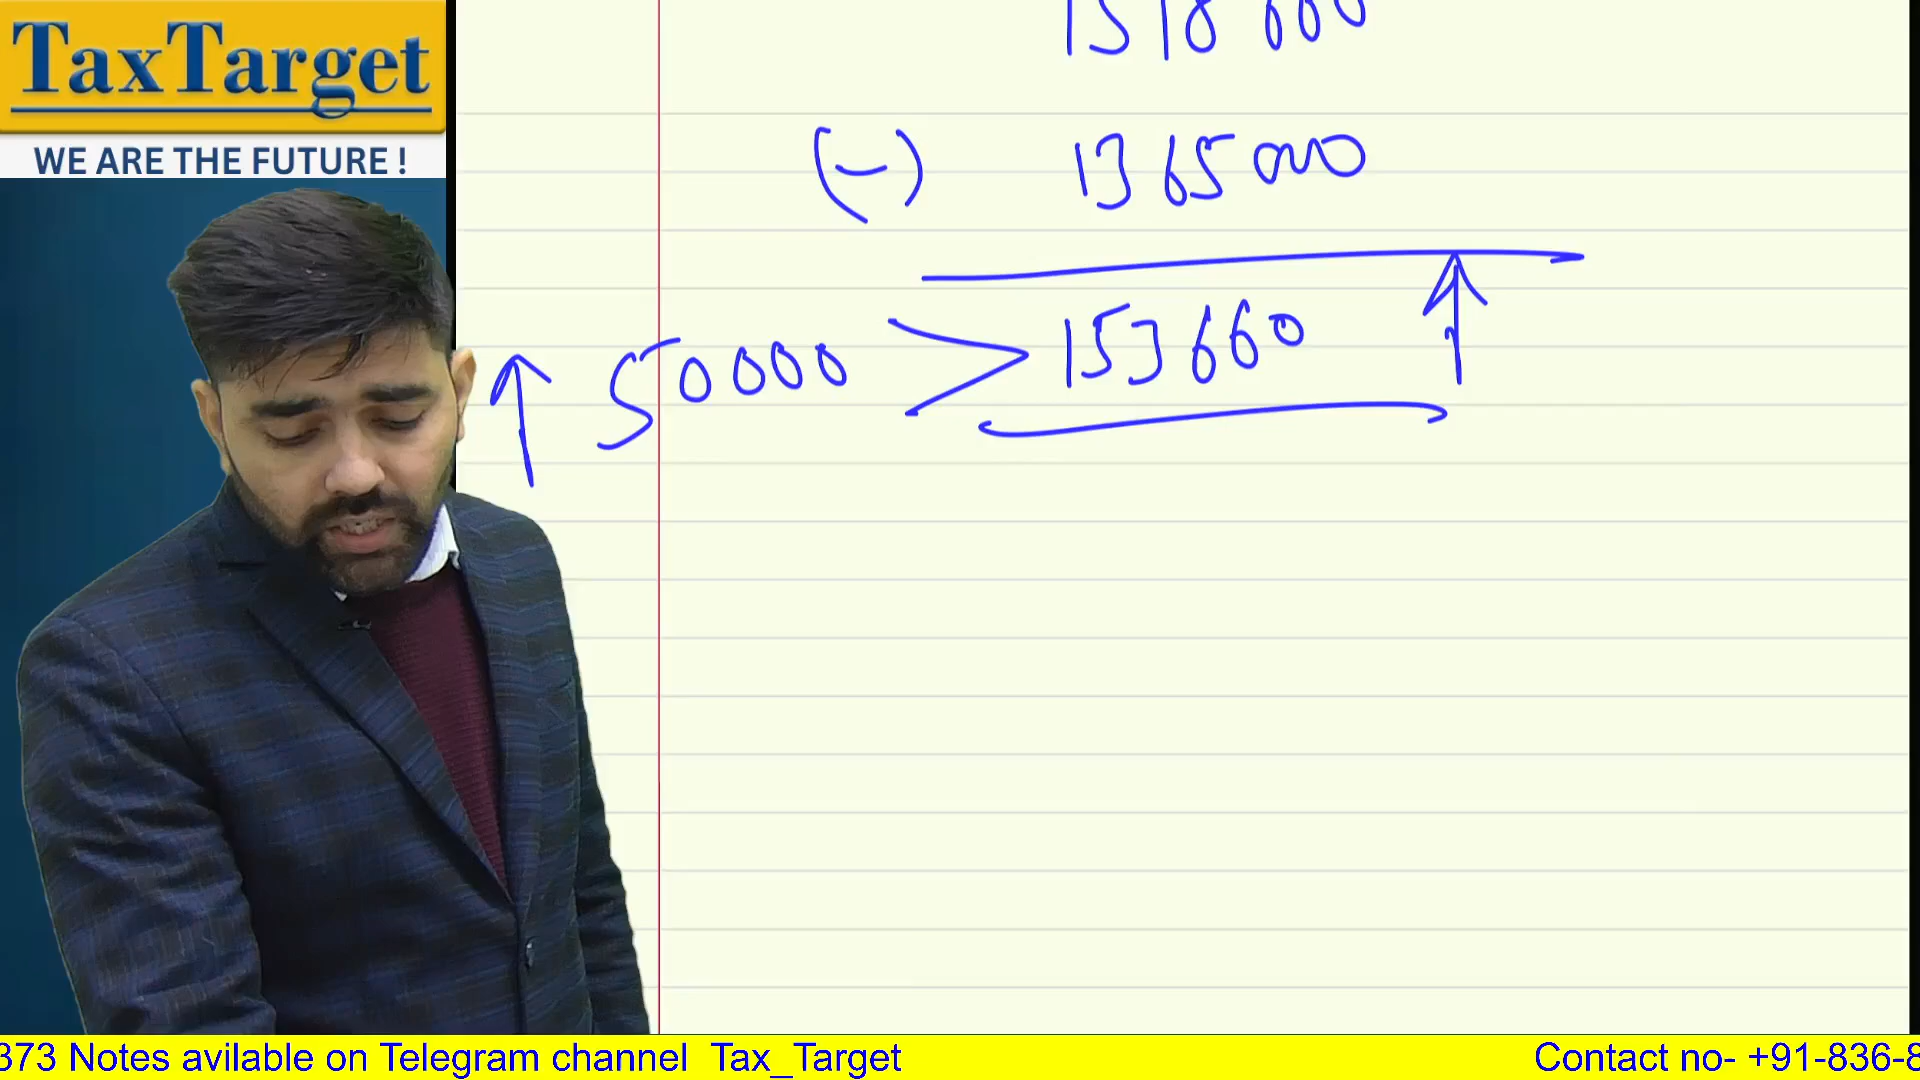 TaxTarget
WE ARE THE FUTURE !
(-) 1365000
50000 > 153660
373 Notes avilable on Telegram channel Tax_Target
Contact no- +91-836-8